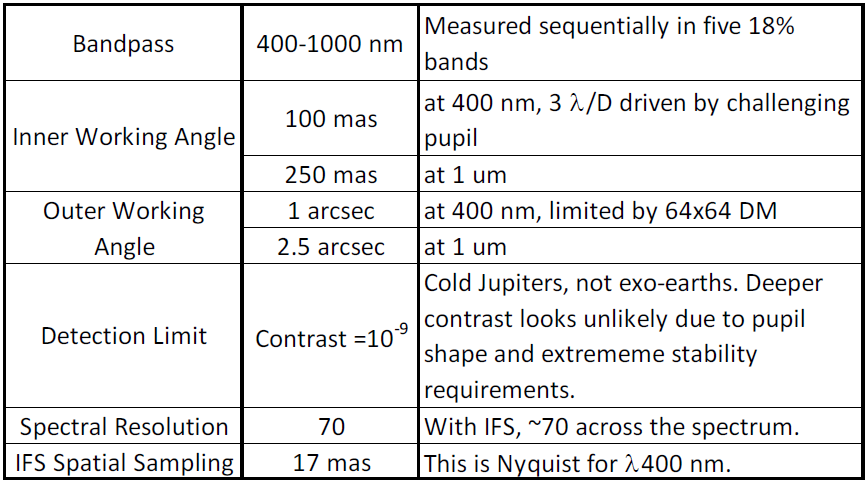 Bandpass 400-1000 nm Measured sequentially in five 18% bands
Inner Working Angle 100 mas at 400 nm, 3 λ/D driven by challenging pupil
250 mas at 1 um
Outer Working Angle 1 arcsec at 400 nm, limited by 64x64 DM
2.5 arcsec at 1 um
Detection Limit Contrast =10^-9 Cold Jupiters, not exo-earths. Deeper contrast looks unlikely due to pupil shape and extrememe stability requirements.
Spectral Resolution 70 With IFS, ~70 across the spectrum.
IFS Spatial Sampling 17 mas This is Nyquist for λ400 nm.